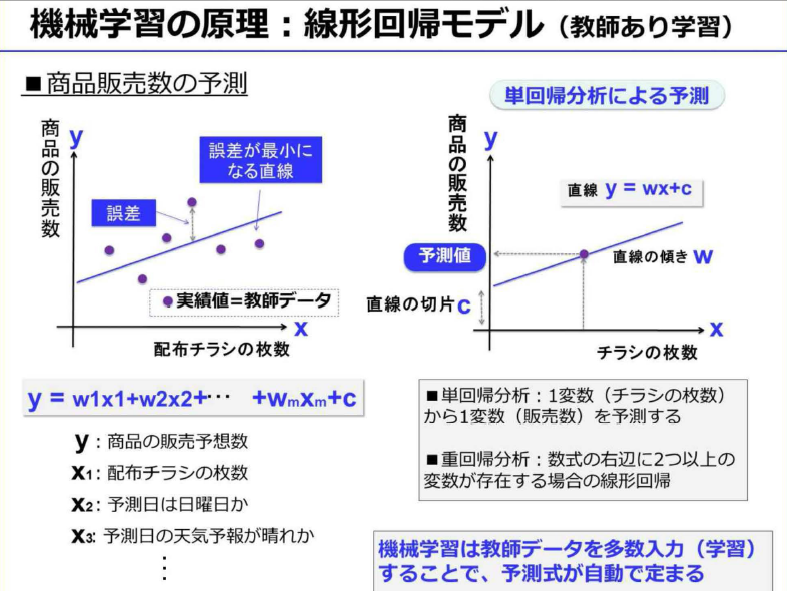 機械学習の原理：線形回帰モデル（教師あり学習）
■商品販売数の予測
商品の販売数
y
誤差が最小に
なる直線
誤差
実績値=教師データ
x
配布チラシの枚数
y = w1x1+w2x2+… +wmxm+c
y：商品の販売予想数
x1：配布チラシの枚数
x2：予測日は日曜日か
x3：予測日の天気予報が晴れか
⋮
単回帰分析による予測
商品の販売数
y
直線 y = wx+c
予測値
直線の傾き w
直線の切片 c
x
チラシの枚数
■単回帰分析：1変数（チラシの枚数）
から1変数（販売数）を予測する
■重回帰分析：数式の右辺に2つ以上の
変数が存在する場合の線形回帰
機械学習は教師データを多数入力（学習）
することで、予測式が自動で定まる